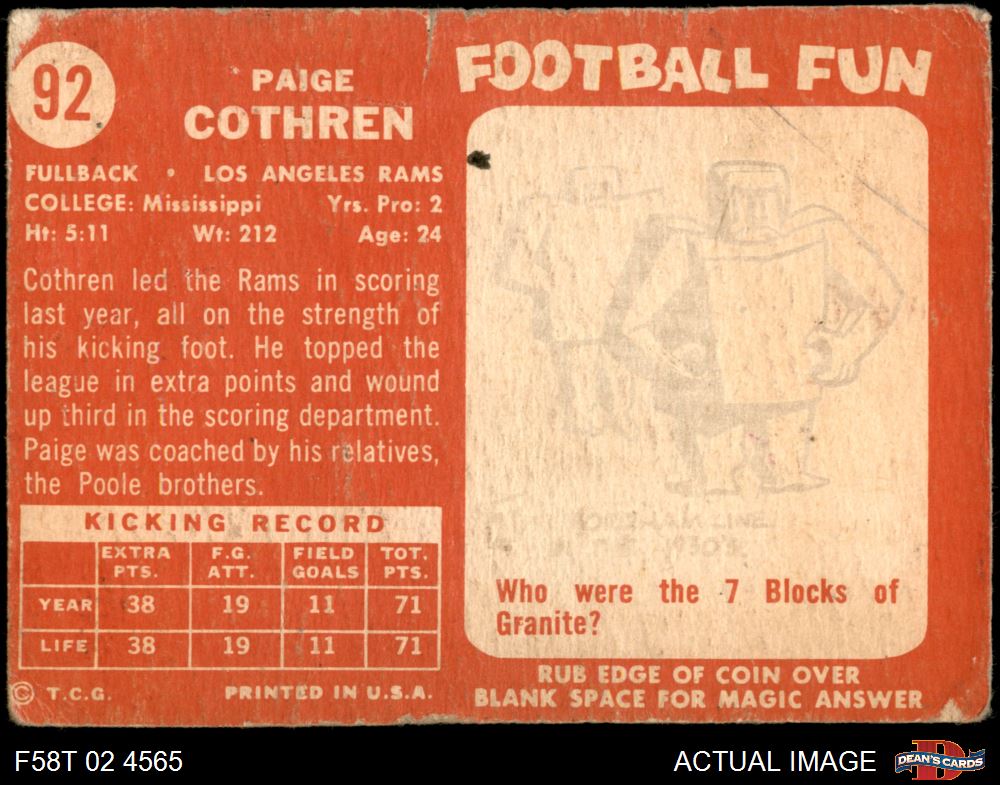 92
PAIGE
COTHREN
FULLBACK • LOS ANGELES RAMS
COLLEGE: Mississippi Yrs. Pro: 2
Ht: 5:11 Wt: 212 Age: 24
Cothren led the Rams in scoring
last year, all on the strength of
his kicking foot. He topped the
league in extra points and wound
up third in the scoring department.
Paige was coached by his relatives,
the Poole brothers.
KICKING RECORD
EXTRA PTS. F.G. ATT. FIELD GOALS TOT. PTS.
YEAR 38 19 11 71
LIFE 38 19 11 71
© T.C.G. PRINTED IN U.S.A.
FOOTBALL FUN
LINE
1930's
Who were the 7 Blocks of
Granite?
RUB EDGE OF COIN OVER
BLANK SPACE FOR MAGIC ANSWER
F58T 02 4565
ACTUAL IMAGE
D
DEAN'S CARDS